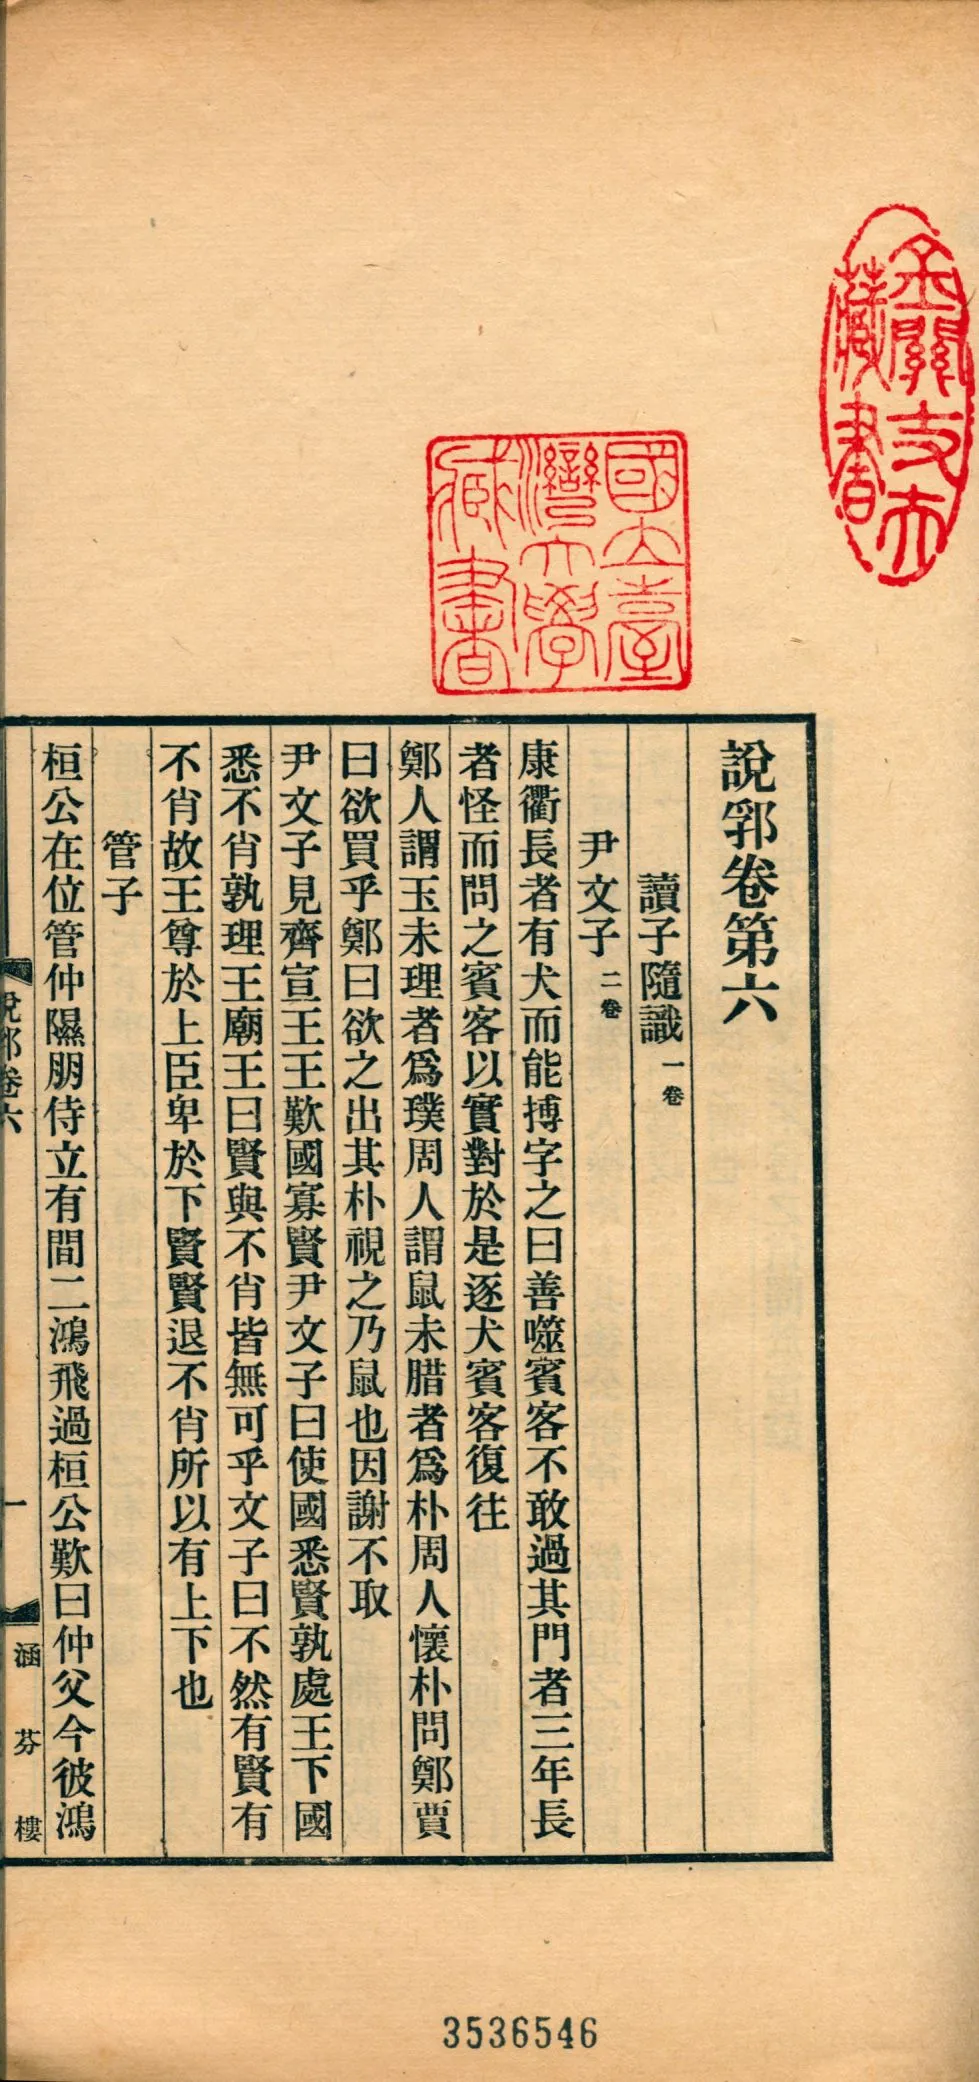 說郛卷第六
讀子隨識 一卷
尹文子 二卷
康衢長者有犬而能搏字之曰善噬賓客不敢過其門者三年長
者怪而問之賓客以實對於是逐犬賓客復往
鄭人謂玉未理者爲璞周人謂鼠未腊者爲朴周人懷朴問鄭賈
曰欲買乎鄭曰欲之出其朴視之乃鼠也因謝不取
尹文子見齊宣王王歎國寡賢尹文子曰使國悉賢孰處王下國
悉不肖孰理王廟王曰賢與不肖皆無可乎文子曰不然有賢有
不肖故王尊於上臣卑於下賢賢退不肖所以有上下也
管子
桓公在位管仲隰朋侍立有間二鴻飛過桓公歎曰仲父今彼鴻
說郛卷六
一
涵芬樓
國立臺
灣大學
藏書
藏書
3536546